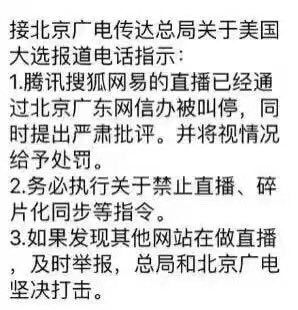 接北京广电传达总局关于美国
大选报道电话指示：
1.腾讯搜狐网易的直播已经通
过北京广东网信办被叫停，同
时提出严肃批评。并将视情况
给予处罚。
2.务必执行关于禁止直播、碎
片化同步等指令。
3.如果发现其他网站在做直播
，及时举报，总局和北京广电
坚决打击。